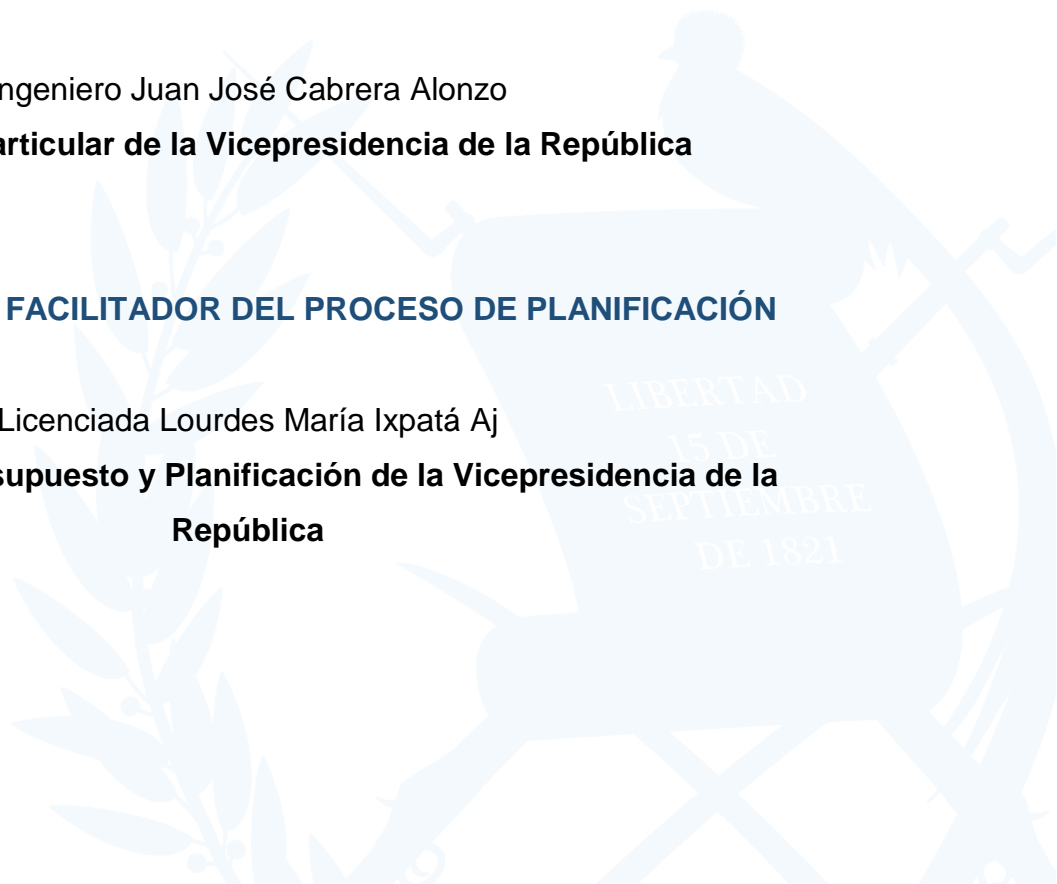 ngeniero Juan José Cabrera Alonzo
articular de la Vicepresidencia de la República
FACILITADOR DEL PROCESO DE PLANIFICACIÓN
LIBERTAD
15 DE
SEPTIEMBRE
DE 1821
Licenciada Lourdes María Ixpatá Aj
supuesto y Planificación de la Vicepresidencia de la
República